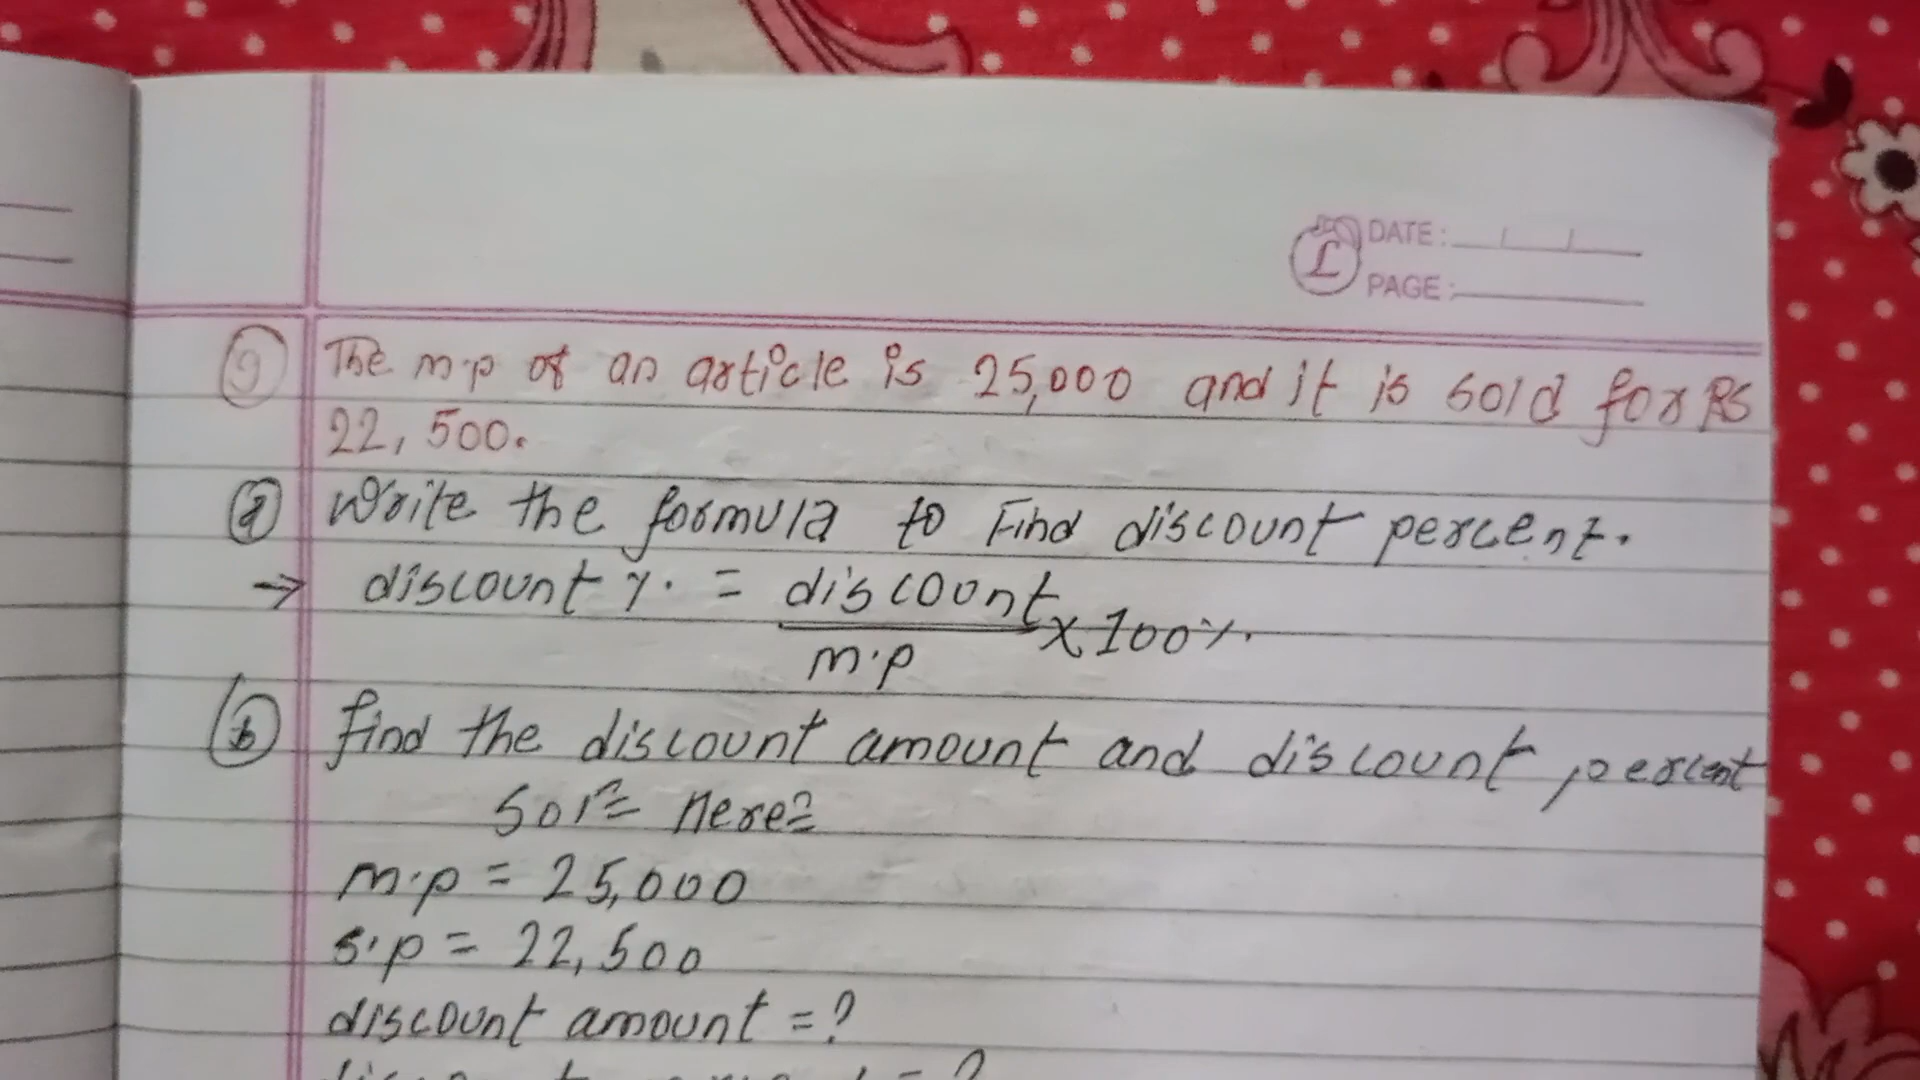 L DATE: / /
PAGE:
9 The m.p of an article is 25,000 and it is sold for RS
22,500.
a Write the formula to Find discount percent.
→ discount %. = discount/m.p × 100%.
b find the discount amount and discount percent
Solⁿ= Here=
m.p = 25,000
s.p = 22,500
discount amount = ?
= ?